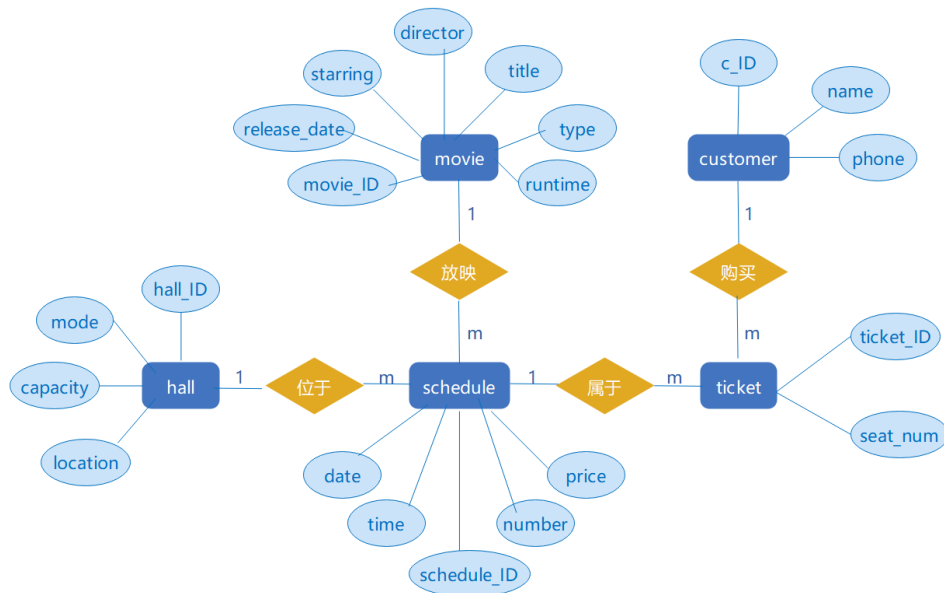 director
c_ID
starring
title
name
release_date
type
movie
customer
phone
movie_ID
runtime
1
1
放映
购买
hall_ID
mode
m
m
ticket_ID
capacity
hall
1
位于
m
schedule
1
属于
m
ticket
location
seat_num
date
price
time
number
schedule_ID